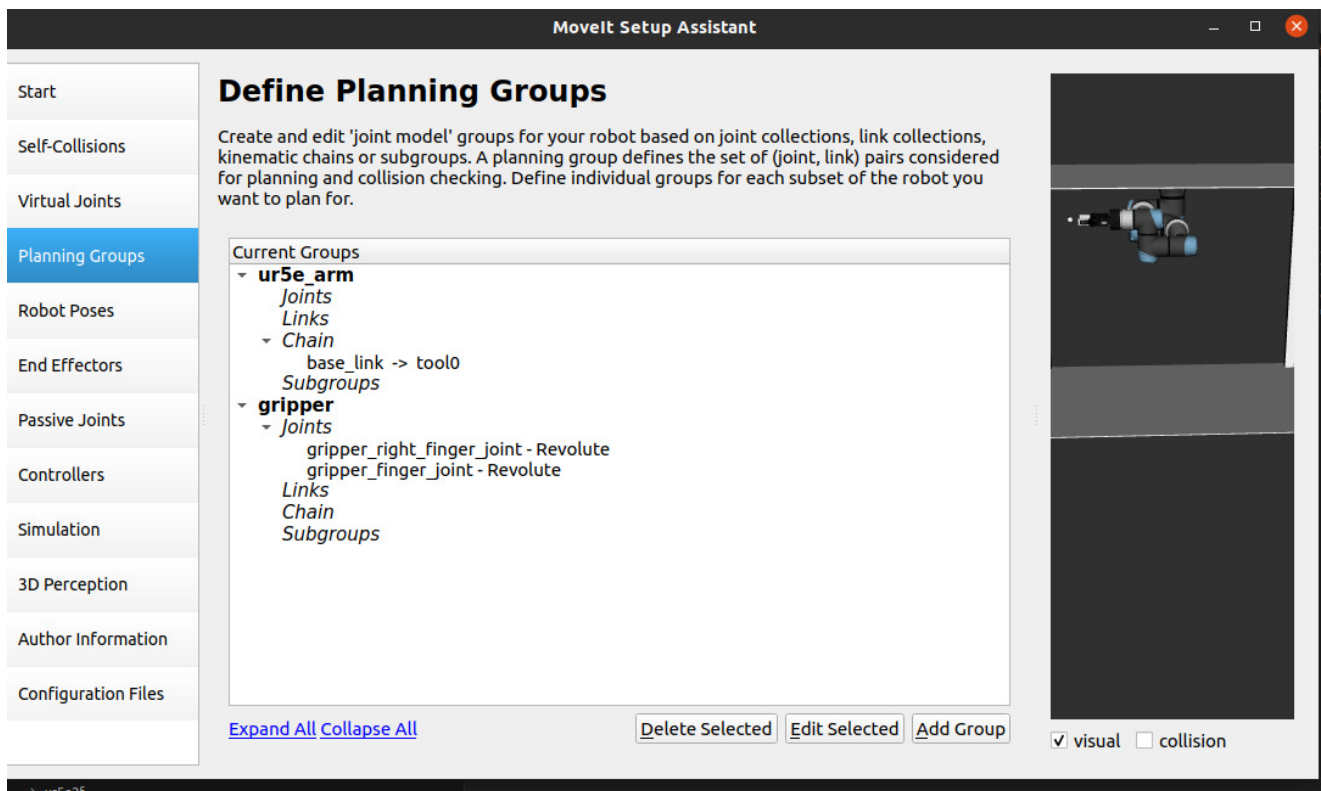 MoveIt Setup Assistant
Start
Self-Collisions
Virtual Joints
Planning Groups
Robot Poses
End Effectors
Passive Joints
Controllers
Simulation
3D Perception
Author Information
Configuration Files
Define Planning Groups
Create and edit 'joint model' groups for your robot based on joint collections, link collections,
kinematic chains or subgroups. A planning group defines the set of (joint, link) pairs considered
for planning and collision checking. Define individual groups for each subset of the robot you
want to plan for.
Current Groups
ur5e_arm
Joints
Links
Chain
base_link -> tool0
Subgroups
gripper
Joints
gripper_right_finger_joint - Revolute
gripper_finger_joint - Revolute
Links
Chain
Subgroups
Expand All Collapse All
Delete Selected
Edit Selected
Add Group
visual
collision